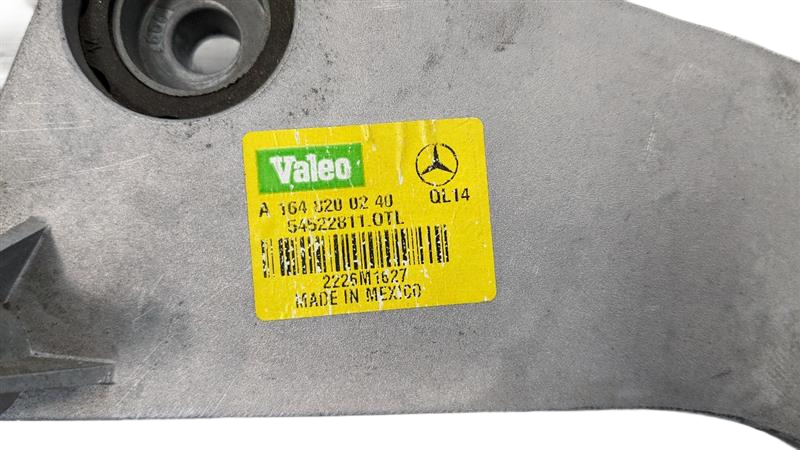 Valeo
A 164 820 02 40
QL14
54522811.OTL
2226M1627
MADE IN MEXICO